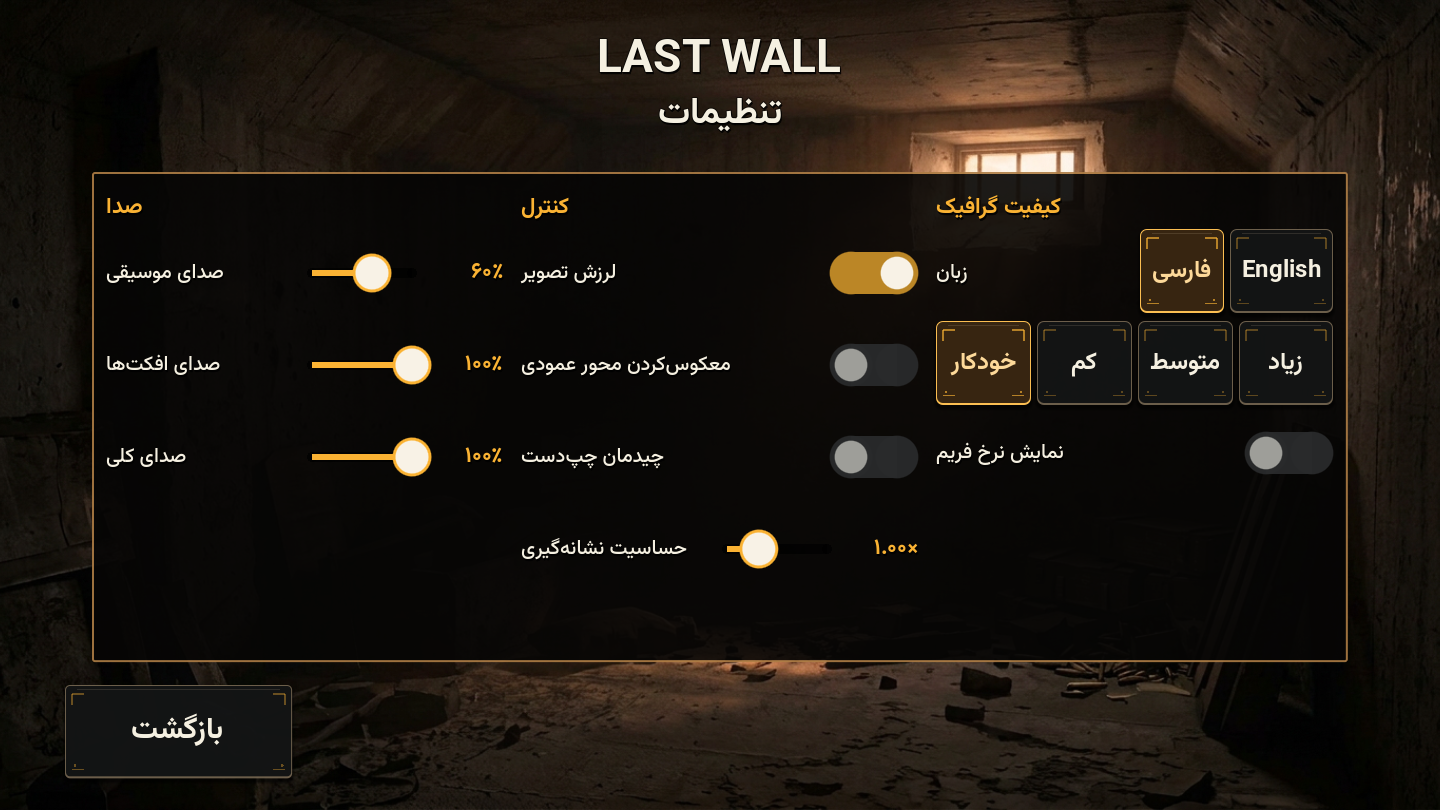 LAST WALL
تنظیمات
صدا
صدای موسیقی
۶۰٪
صدای افکت‌ها
۱۰۰٪
صدای کلی
۱۰۰٪
کنترل
لرزش تصویر
معکوس‌کردن محور عمودی
چیدمان چپ‌دست
حساسیت نشانه‌گیری
۱.۰۰×
کیفیت گرافیک
زبان
فارسی
English
خودکار
کم
متوسط
زیاد
نمایش نرخ فریم
بازگشت